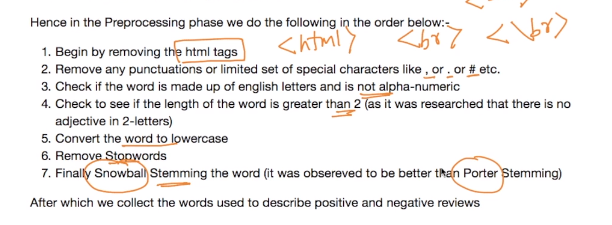 Hence in the Preprocessing phase we do the following in the order below:-
<html> <br> <\br>
1. Begin by removing the html tags
2. Remove any punctuations or limited set of special characters like , or . or # etc.
3. Check if the word is made up of english letters and is not alpha-numeric
4. Check to see if the length of the word is greater than 2 (as it was researched that there is no
adjective in 2-letters)
5. Convert the word to lowercase
6. Remove Stopwords
7. Finally Snowball Stemming the word (it was obsereved to be better than Porter Stemming)
After which we collect the words used to describe positive and negative reviews